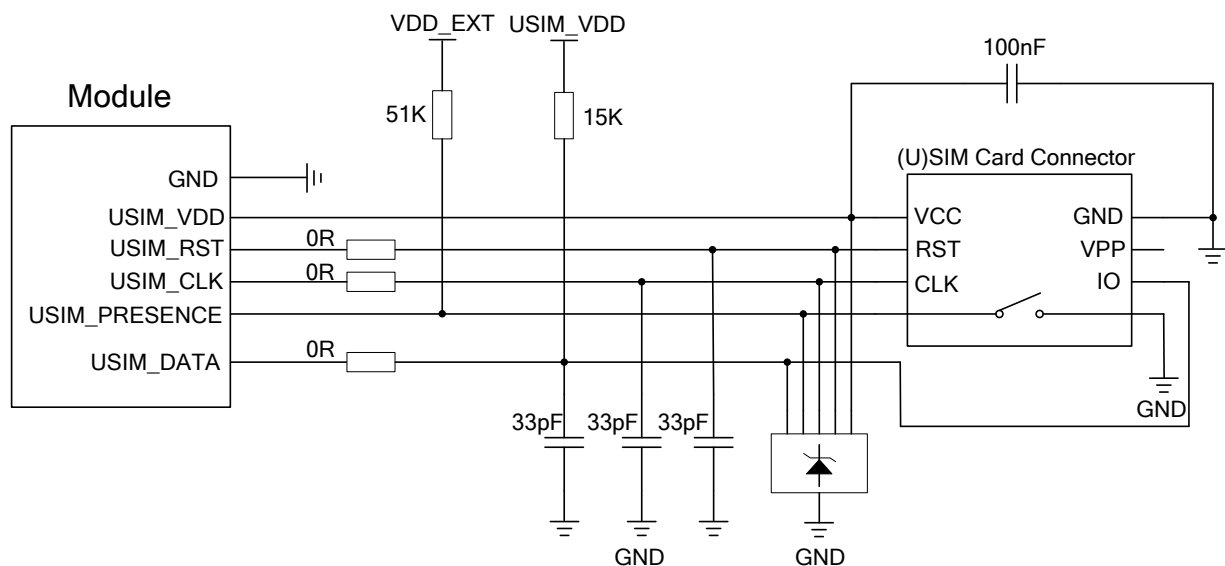 VDD_EXT USIM_VDD
100nF
Module
51K
15K
(U)SIM Card Connector
GND
USIM_VDD
USIM_RST
USIM_CLK
USIM_PRESENCE
USIM_DATA
0R
0R
0R
VCC
RST
CLK
GND
VPP
IO
GND
33pF
33pF
33pF
GND
GND